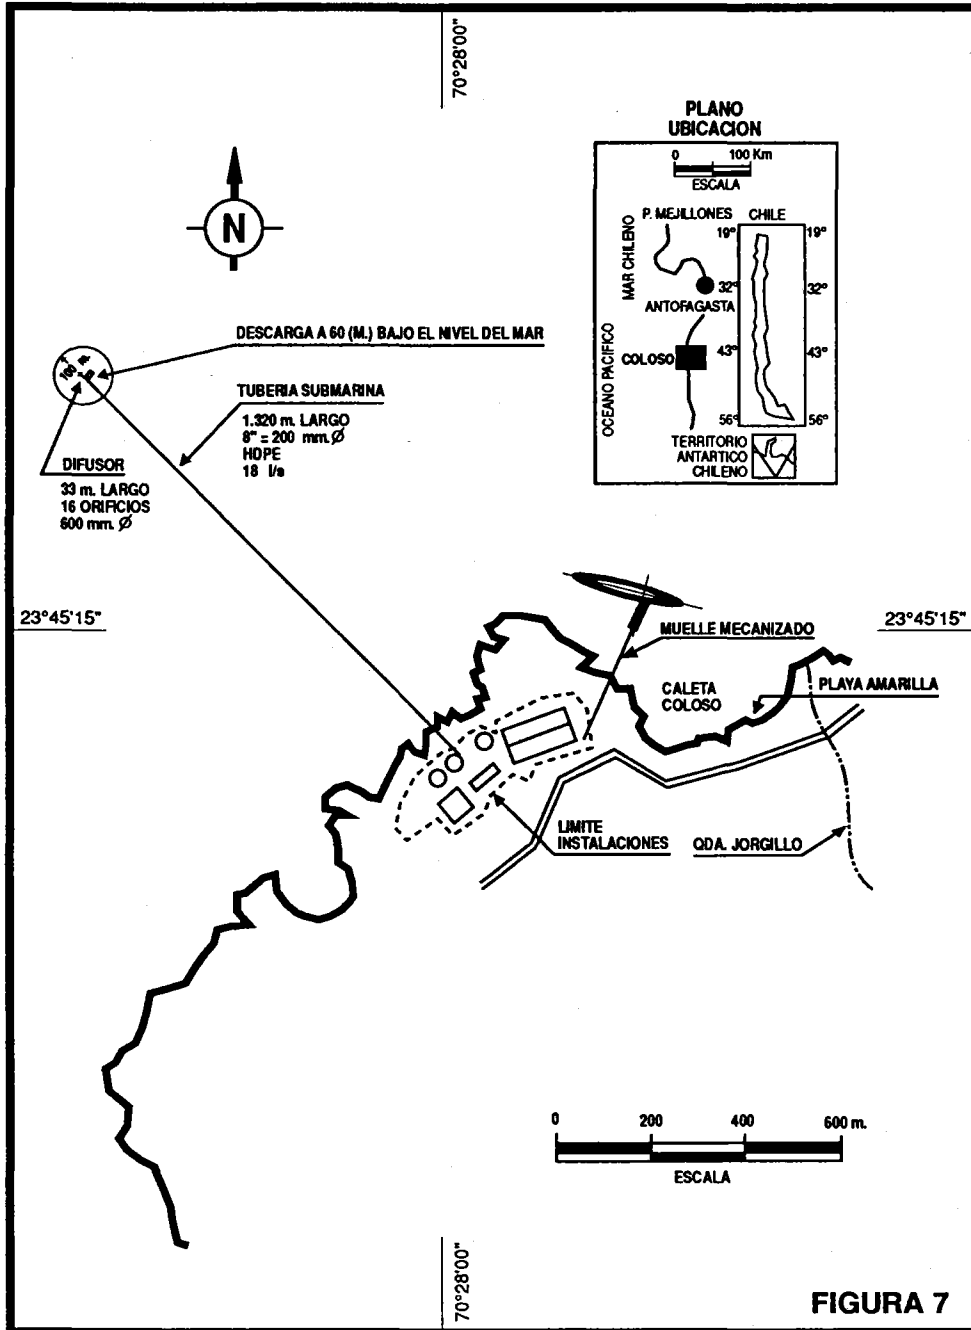 70°28'00"
PLANO
UBICACION
0 100 Km
ESCALA
P. MEJILLONES CHILE
MAR CHILENO
19° 19°
32° 32°
ANTOFAGASTA
OCEANO PACIFICO
COLOSO
43° 43°
56° 56°
TERRITORIO
ANTARTICO
CHILENO
N
DESCARGA A 60 (M.) BAJO EL NIVEL DEL MAR
100 m.
TUBERIA SUBMARINA
1.320 m. LARGO
8" = 200 mm. Ø
HDPE
18 l/s
DIFUSOR
33 m. LARGO
16 ORIFICIOS
600 mm. Ø
23°45'15" 23°45'15"
MUELLE MECANIZADO
CALETA
COLOSO
PLAYA AMARILLA
LIMITE
INSTALACIONES
QDA. JORGILLO
0 200 400 600 m.
ESCALA
70°28'00"
FIGURA 7